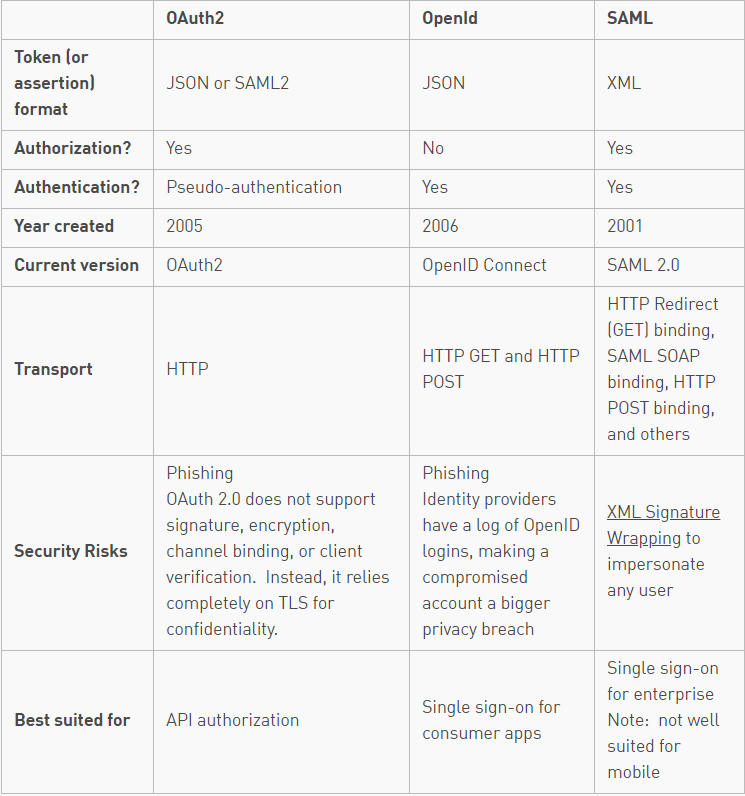 OAuth2 OpenId SAML
Token (or
assertion)
format
JSON or SAML2 JSON XML
Authorization? Yes No Yes
Authentication? Pseudo-authentication Yes Yes
Year created 2005 2006 2001
Current version OAuth2 OpenID Connect SAML 2.0
Transport
HTTP
HTTP GET and HTTP
POST
HTTP Redirect
(GET) binding,
SAML SOAP
binding, HTTP
POST binding,
and others
Security Risks
Phishing
OAuth 2.0 does not support
signature, encryption,
channel binding, or client
verification.  Instead, it relies
completely on TLS for
confidentiality.
Phishing
Identity providers
have a log of OpenID
logins, making a
compromised
account a bigger
privacy breach
XML Signature
Wrapping to
impersonate
any user
Best suited for
API authorization
Single sign-on for
consumer apps
Single sign-on
for enterprise
Note:  not well
suited for
mobile